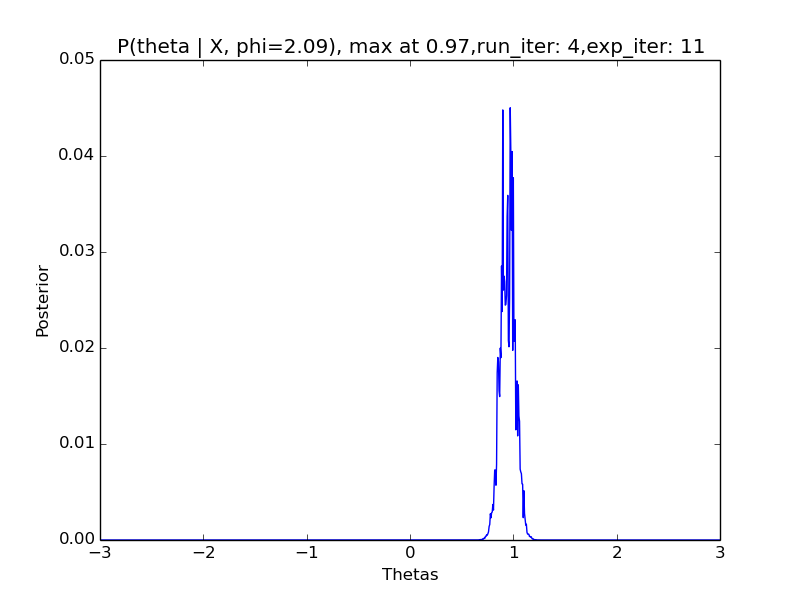 P(theta | X, phi=2.09), max at 0.97,run_iter: 4,exp_iter: 11
0.05
0.04
0.03
0.02
0.01
0.00
Posterior
−3 −2 −1 0 1 2 3
Thetas